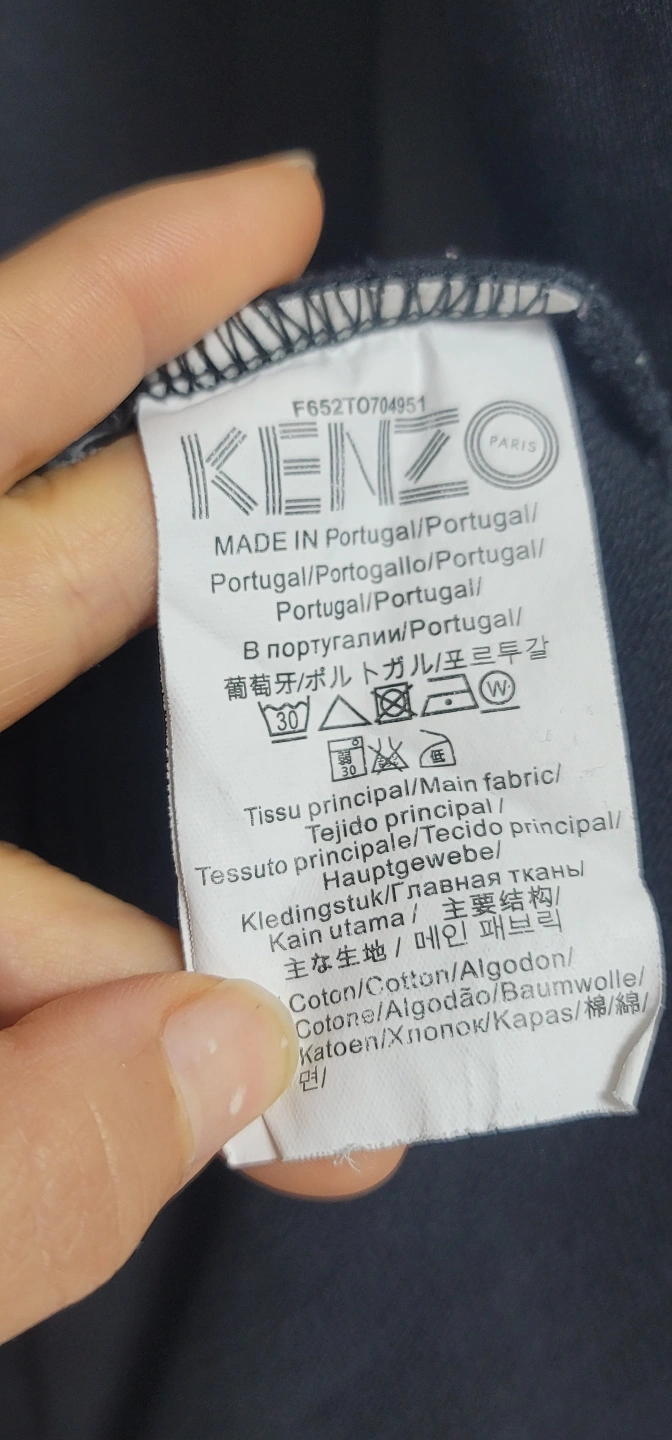 F652TO704951
KENZO PARIS
MADE IN Portugal/Portugal/
Portugal/Portogallo/Portugal/
Portugal/Portugal/
В португалии/Portugal/
葡萄牙/ポルトガル/포르투갈
30 W
弱 30 低
Tissu principal/Main fabric/
Tejido principal /
Tessuto principale/Tecido principal/
Hauptgewebe/
Kledingstuk/Главная ткань/
Kain utama / 主要结构/
主な生地 / 메인 패브릭
Coton/Cotton/Algodon/
Cotone/Algodão/Baumwolle/
Katoen/Хлопок/Kapas/棉/綿/
면/